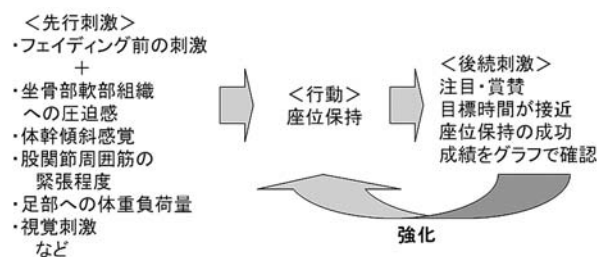 ＜先行刺激＞
・フェイディング前の刺激
＋
・坐骨部軟部組織
への圧迫感
・体幹傾斜感覚
・股関節周囲筋の
緊張程度
・足部への体重負荷量
・視覚刺激
など
＜行動＞
座位保持
＜後続刺激＞
注目・賞賛
目標時間が接近
座位保持の成功
成績をグラフで確認
強化